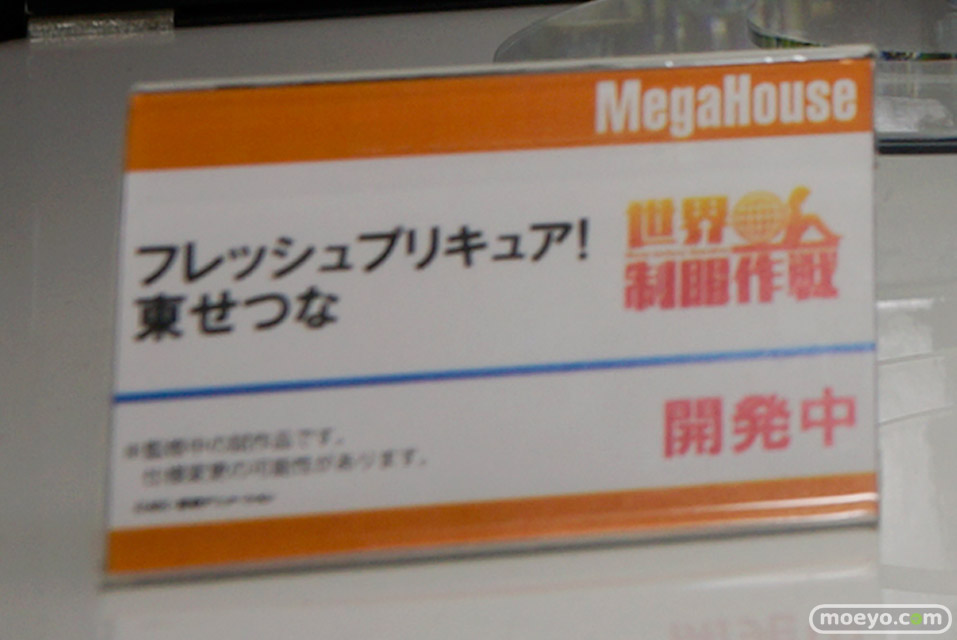 MegaHouse
フレッシュプリキュア!
東せつな
世界
制服作戦
開発中
※監修中の試作品です。
仕様変更の可能性があります。
moeyo.com